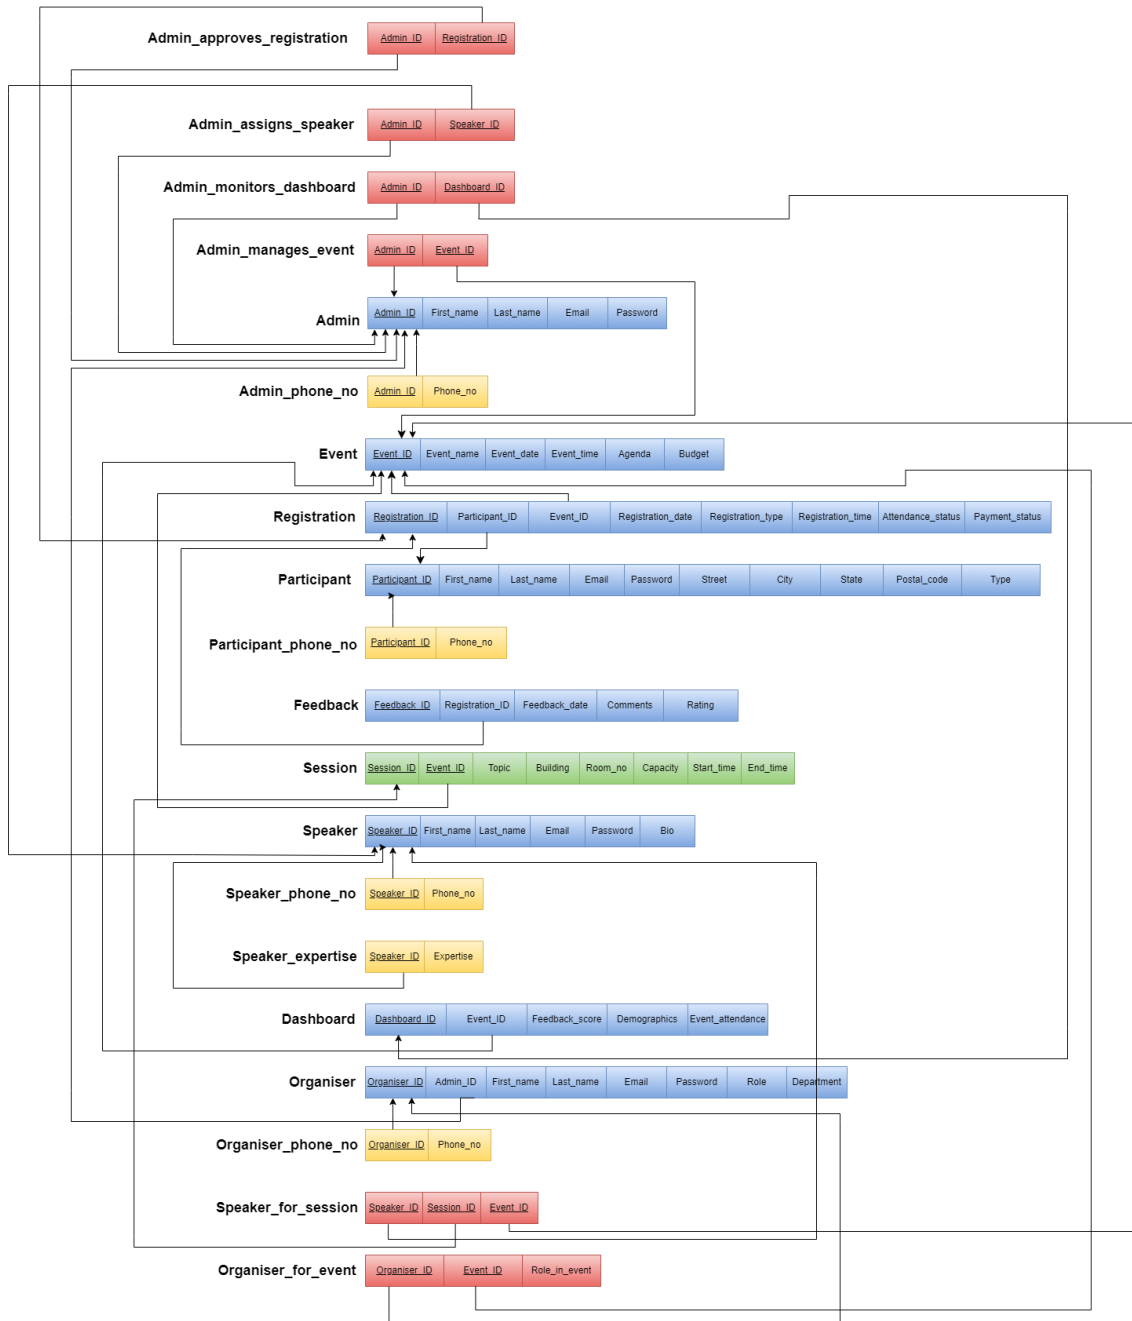 Admin_approves_registration Admin_ID Registration_ID
Admin_assigns_speaker Admin_ID Speaker_ID
Admin_monitors_dashboard Admin_ID Dashboard_ID
Admin_manages_event Admin_ID Event_ID
Admin Admin_ID First_name Last_name Email Password
Admin_phone_no Admin_ID Phone_no
Event Event_ID Event_name Event_date Event_time Agenda Budget
Registration Registration_ID Participant_ID Event_ID Registration_date Registration_type Registration_time Attendance_status Payment_status
Participant Participant_ID First_name Last_name Email Password Street City State Postal_code Type
Participant_phone_no Participant_ID Phone_no
Feedback Feedback_ID Registration_ID Feedback_date Comments Rating
Session Session_ID Event_ID Topic Building Room_no Capacity Start_time End_time
Speaker Speaker_ID First_name Last_name Email Password Bio
Speaker_phone_no Speaker_ID Phone_no
Speaker_expertise Speaker_ID Expertise
Dashboard Dashboard_ID Event_ID Feedback_score Demographics Event_attendance
Organiser Organiser_ID Admin_ID First_name Last_name Email Password Role Department
Organiser_phone_no Organiser_ID Phone_no
Speaker_for_session Speaker_ID Session_ID Event_ID
Organiser_for_event Organiser_ID Event_ID Role_in_event